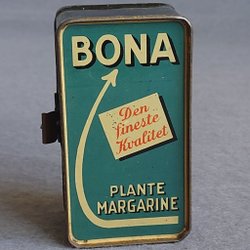 BONA
Den
fineste
Kvalitet
PLANTE
MARGARINE